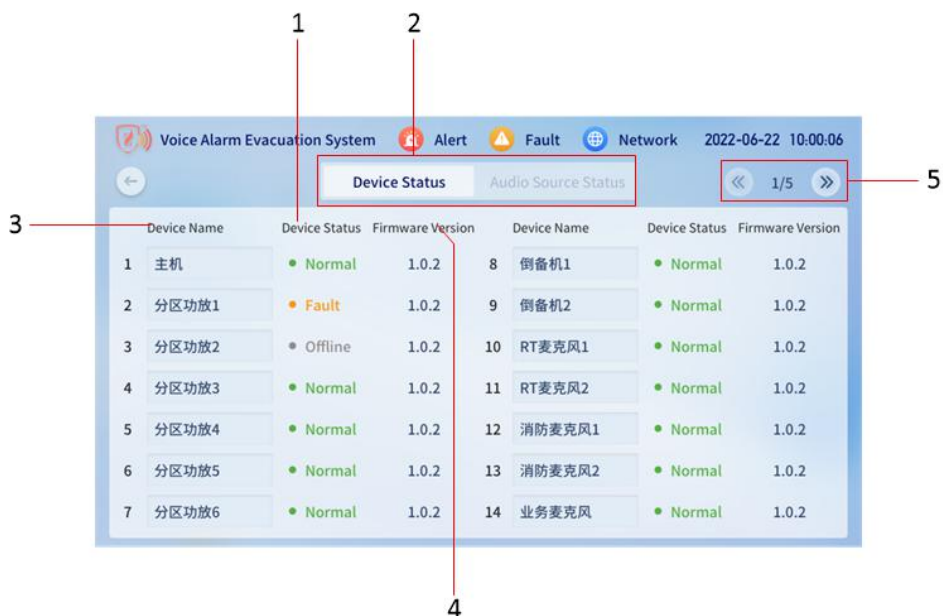 1 2
Voice Alarm Evacuation System Alert Fault Network 2022-06-22 10:00:06
Device Status Audio Source Status 1/5 5
3 Device Name Device Status Firmware Version Device Name Device Status Firmware Version
1 主机 Normal 1.0.2 8 倒备机1 Normal 1.0.2
2 分区功放1 Fault 1.0.2 9 倒备机2 Normal 1.0.2
3 分区功放2 Offline 1.0.2 10 RT麦克风1 Normal 1.0.2
4 分区功放3 Normal 1.0.2 11 RT麦克风2 Normal 1.0.2
5 分区功放4 Normal 1.0.2 12 消防麦克风1 Normal 1.0.2
6 分区功放5 Normal 1.0.2 13 消防麦克风2 Normal 1.0.2
7 分区功放6 Normal 1.0.2 14 业务麦克风 Normal 1.0.2
4